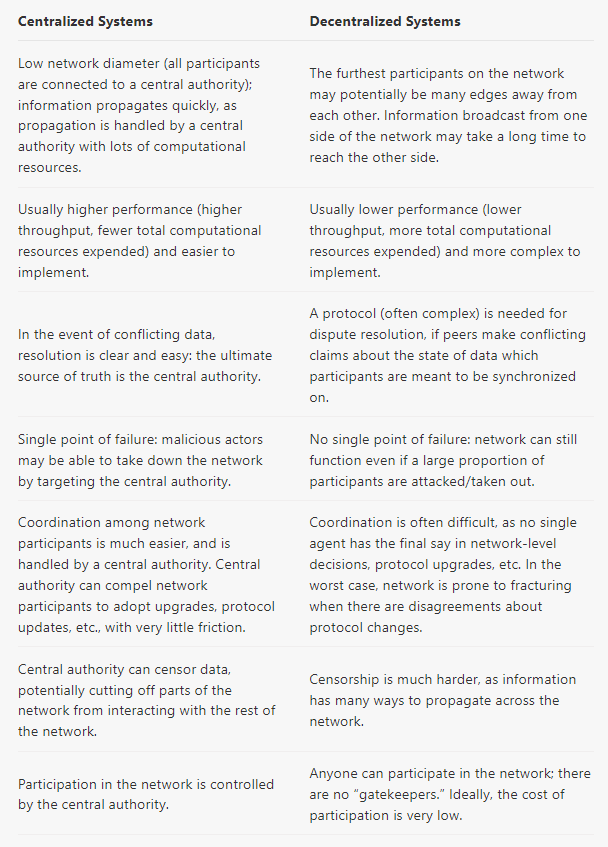 Centralized Systems
Decentralized Systems
Low network diameter (all participants
are connected to a central authority);
information propagates quickly, as
propagation is handled by a central
authority with lots of computational
resources.
The furthest participants on the network
may potentially be many edges away from
each other. Information broadcast from one
side of the network may take a long time to
reach the other side.
Usually higher performance (higher
throughput, fewer total computational
resources expended) and easier to
implement.
Usually lower performance (lower
throughput, more total computational
resources expended) and more complex to
implement.
In the event of conflicting data,
resolution is clear and easy: the ultimate
source of truth is the central authority.
A protocol (often complex) is needed for
dispute resolution, if peers make conflicting
claims about the state of data which
participants are meant to be synchronized
on.
Single point of failure: malicious actors
may be able to take down the network
by targeting the central authority.
No single point of failure: network can still
function even if a large proportion of
participants are attacked/taken out.
Coordination among network
participants is much easier, and is
handled by a central authority. Central
authority can compel network
participants to adopt upgrades, protocol
updates, etc., with very little friction.
Coordination is often difficult, as no single
agent has the final say in network-level
decisions, protocol upgrades, etc. In the
worst case, network is prone to fracturing
when there are disagreements about
protocol changes.
Central authority can censor data,
potentially cutting off parts of the
network from interacting with the rest of
the network.
Censorship is much harder, as information
has many ways to propagate across the
network.
Participation in the network is controlled
by the central authority.
Anyone can participate in the network; there
are no “gatekeepers.” Ideally, the cost of
participation is very low.